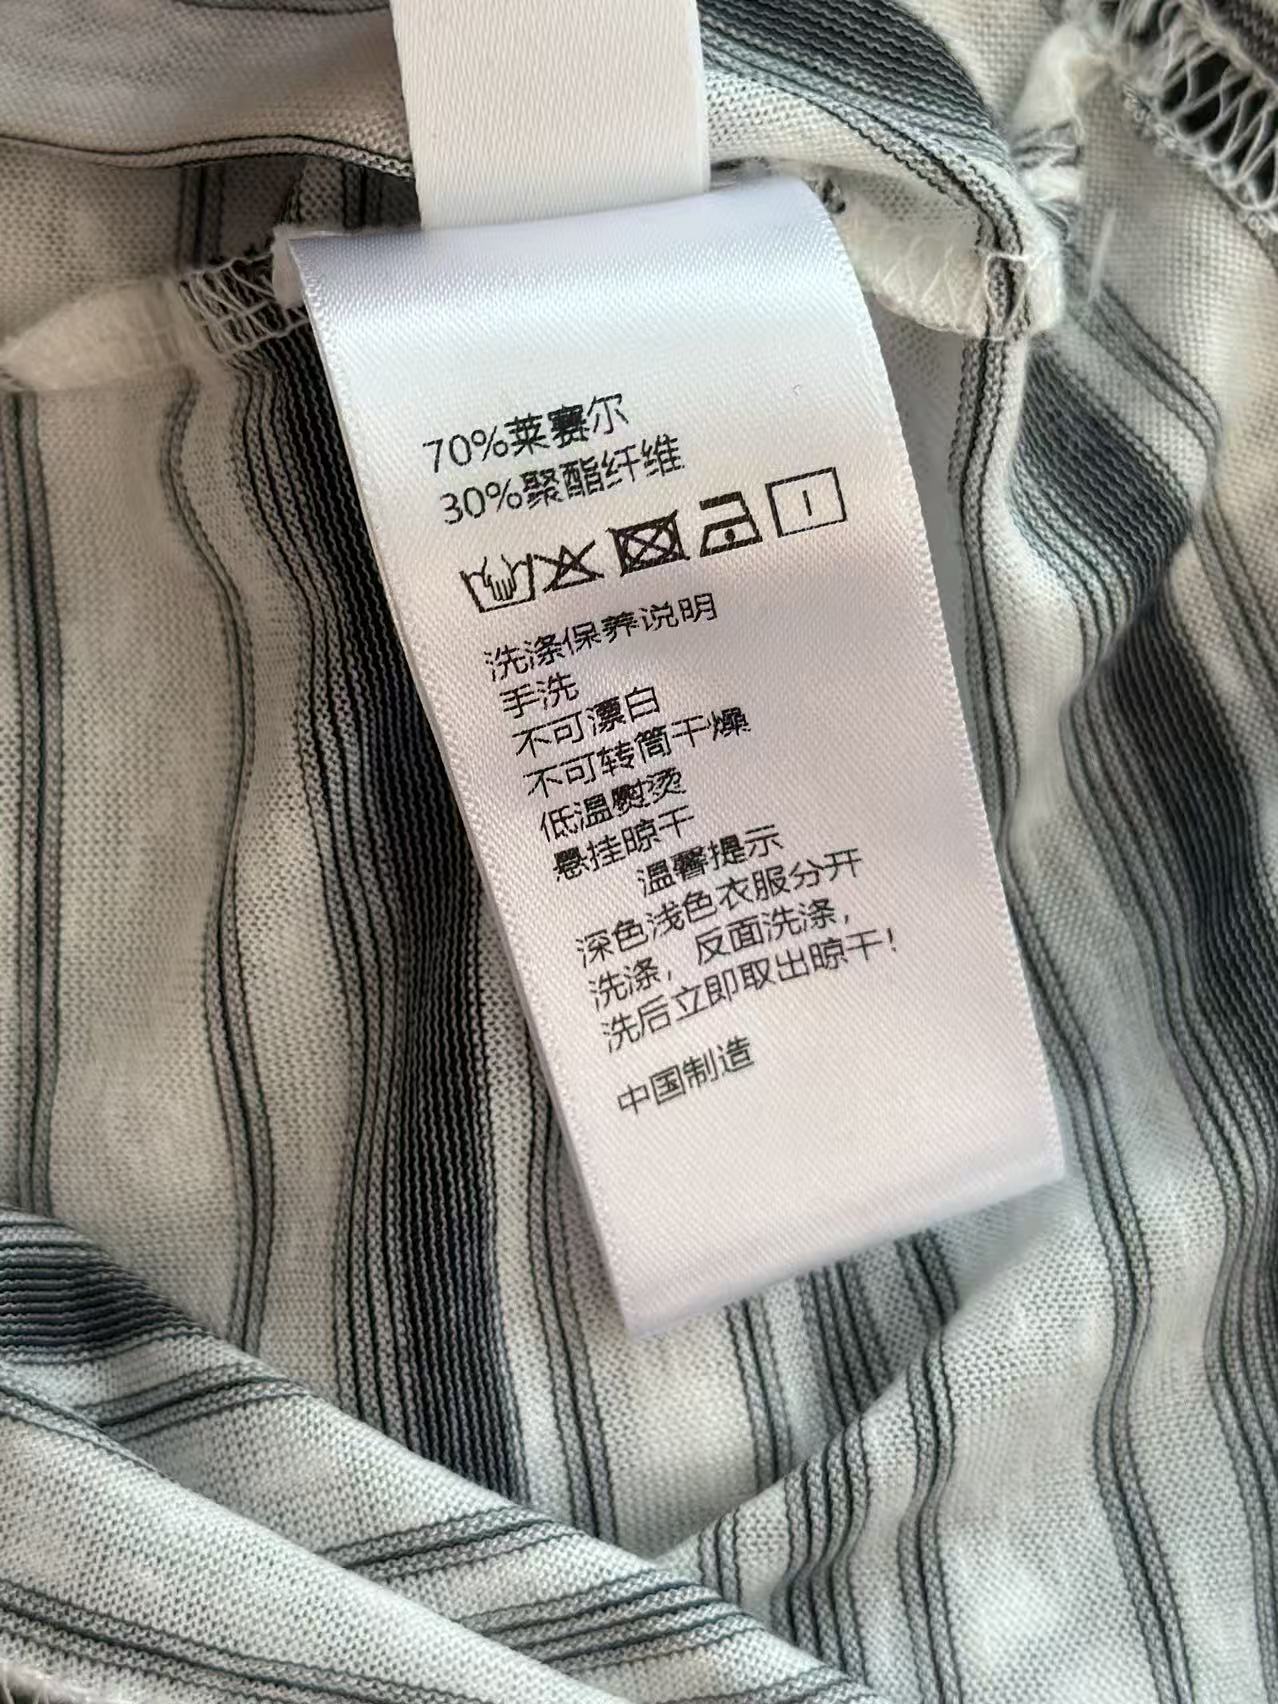 70%莱赛尔
30%聚酯纤维
洗涤保养说明
手洗
不可漂白
不可转筒干燥
低温熨烫
悬挂晾干
温馨提示
深色浅色衣服分开
洗涤，反面洗涤，
洗后立即取出晾干！
中国制造